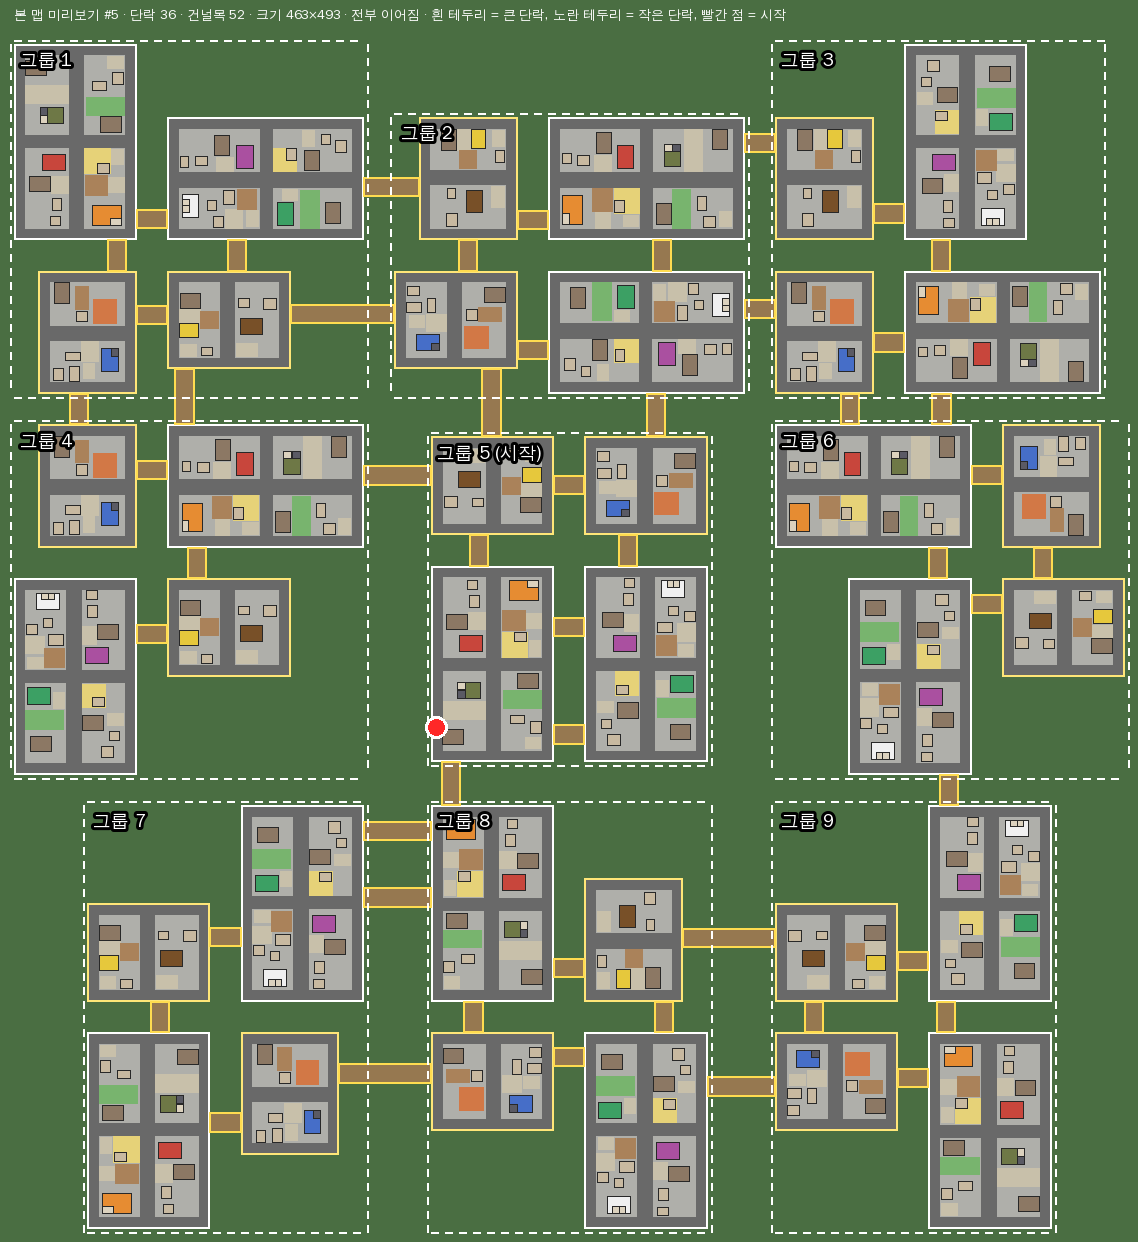 본 맵 미리보기 #5 · 단락 36 · 건널목 52 · 크기 463×493 · 전부 이어짐 · 흰 테두리 = 큰 단락, 노란 테두리 = 작은 단락, 빨간 점 = 시작
그룹 1
그룹 3
그룹 2
그룹 4
그룹 5 (시작)
그룹 6
그룹 7
그룹 8
그룹 9